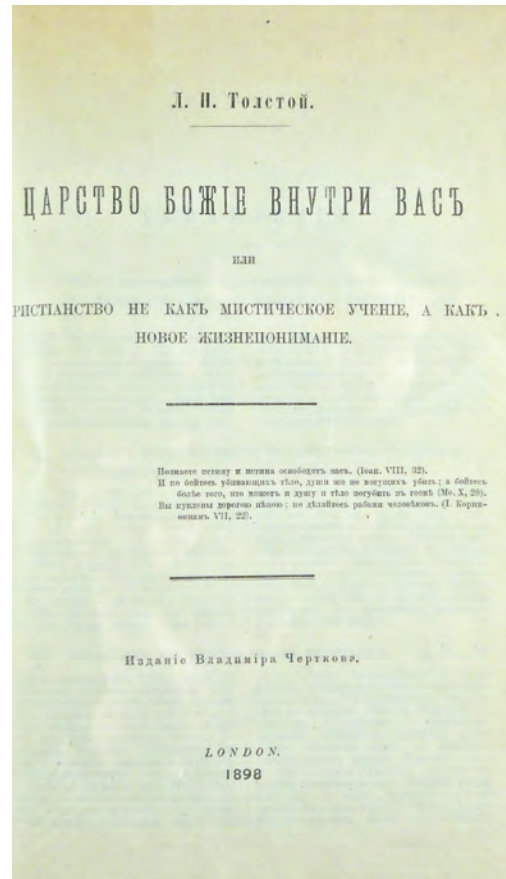 Л. Н. Толстой.
ЦАРСТВО БОЖІЕ ВНУТРИ ВАСЪ
или
РИСТІАНСТВО НЕ КАКЪ МИСТИЧЕСКОЕ УЧЕНІЕ, А КАКЪ
НОВОЕ ЖИЗНЕПОНИМАНІЕ.
Познаете истину и истина освободитъ васъ. (Іоан. VIII, 32).
И не бойтесь убивающихъ тѣло, души же не могущихъ убить; а бойтесь
болѣе того, кто можетъ и душу и тѣло погубить въ геенѣ (Мѳ. X, 28).
Вы куплены дорогою цѣною; не дѣлайтесь рабами человѣковъ. (I. Корин-
ѳянамъ VII, 22).
Изданіе Владиміра Черткова.
LONDON.
1898